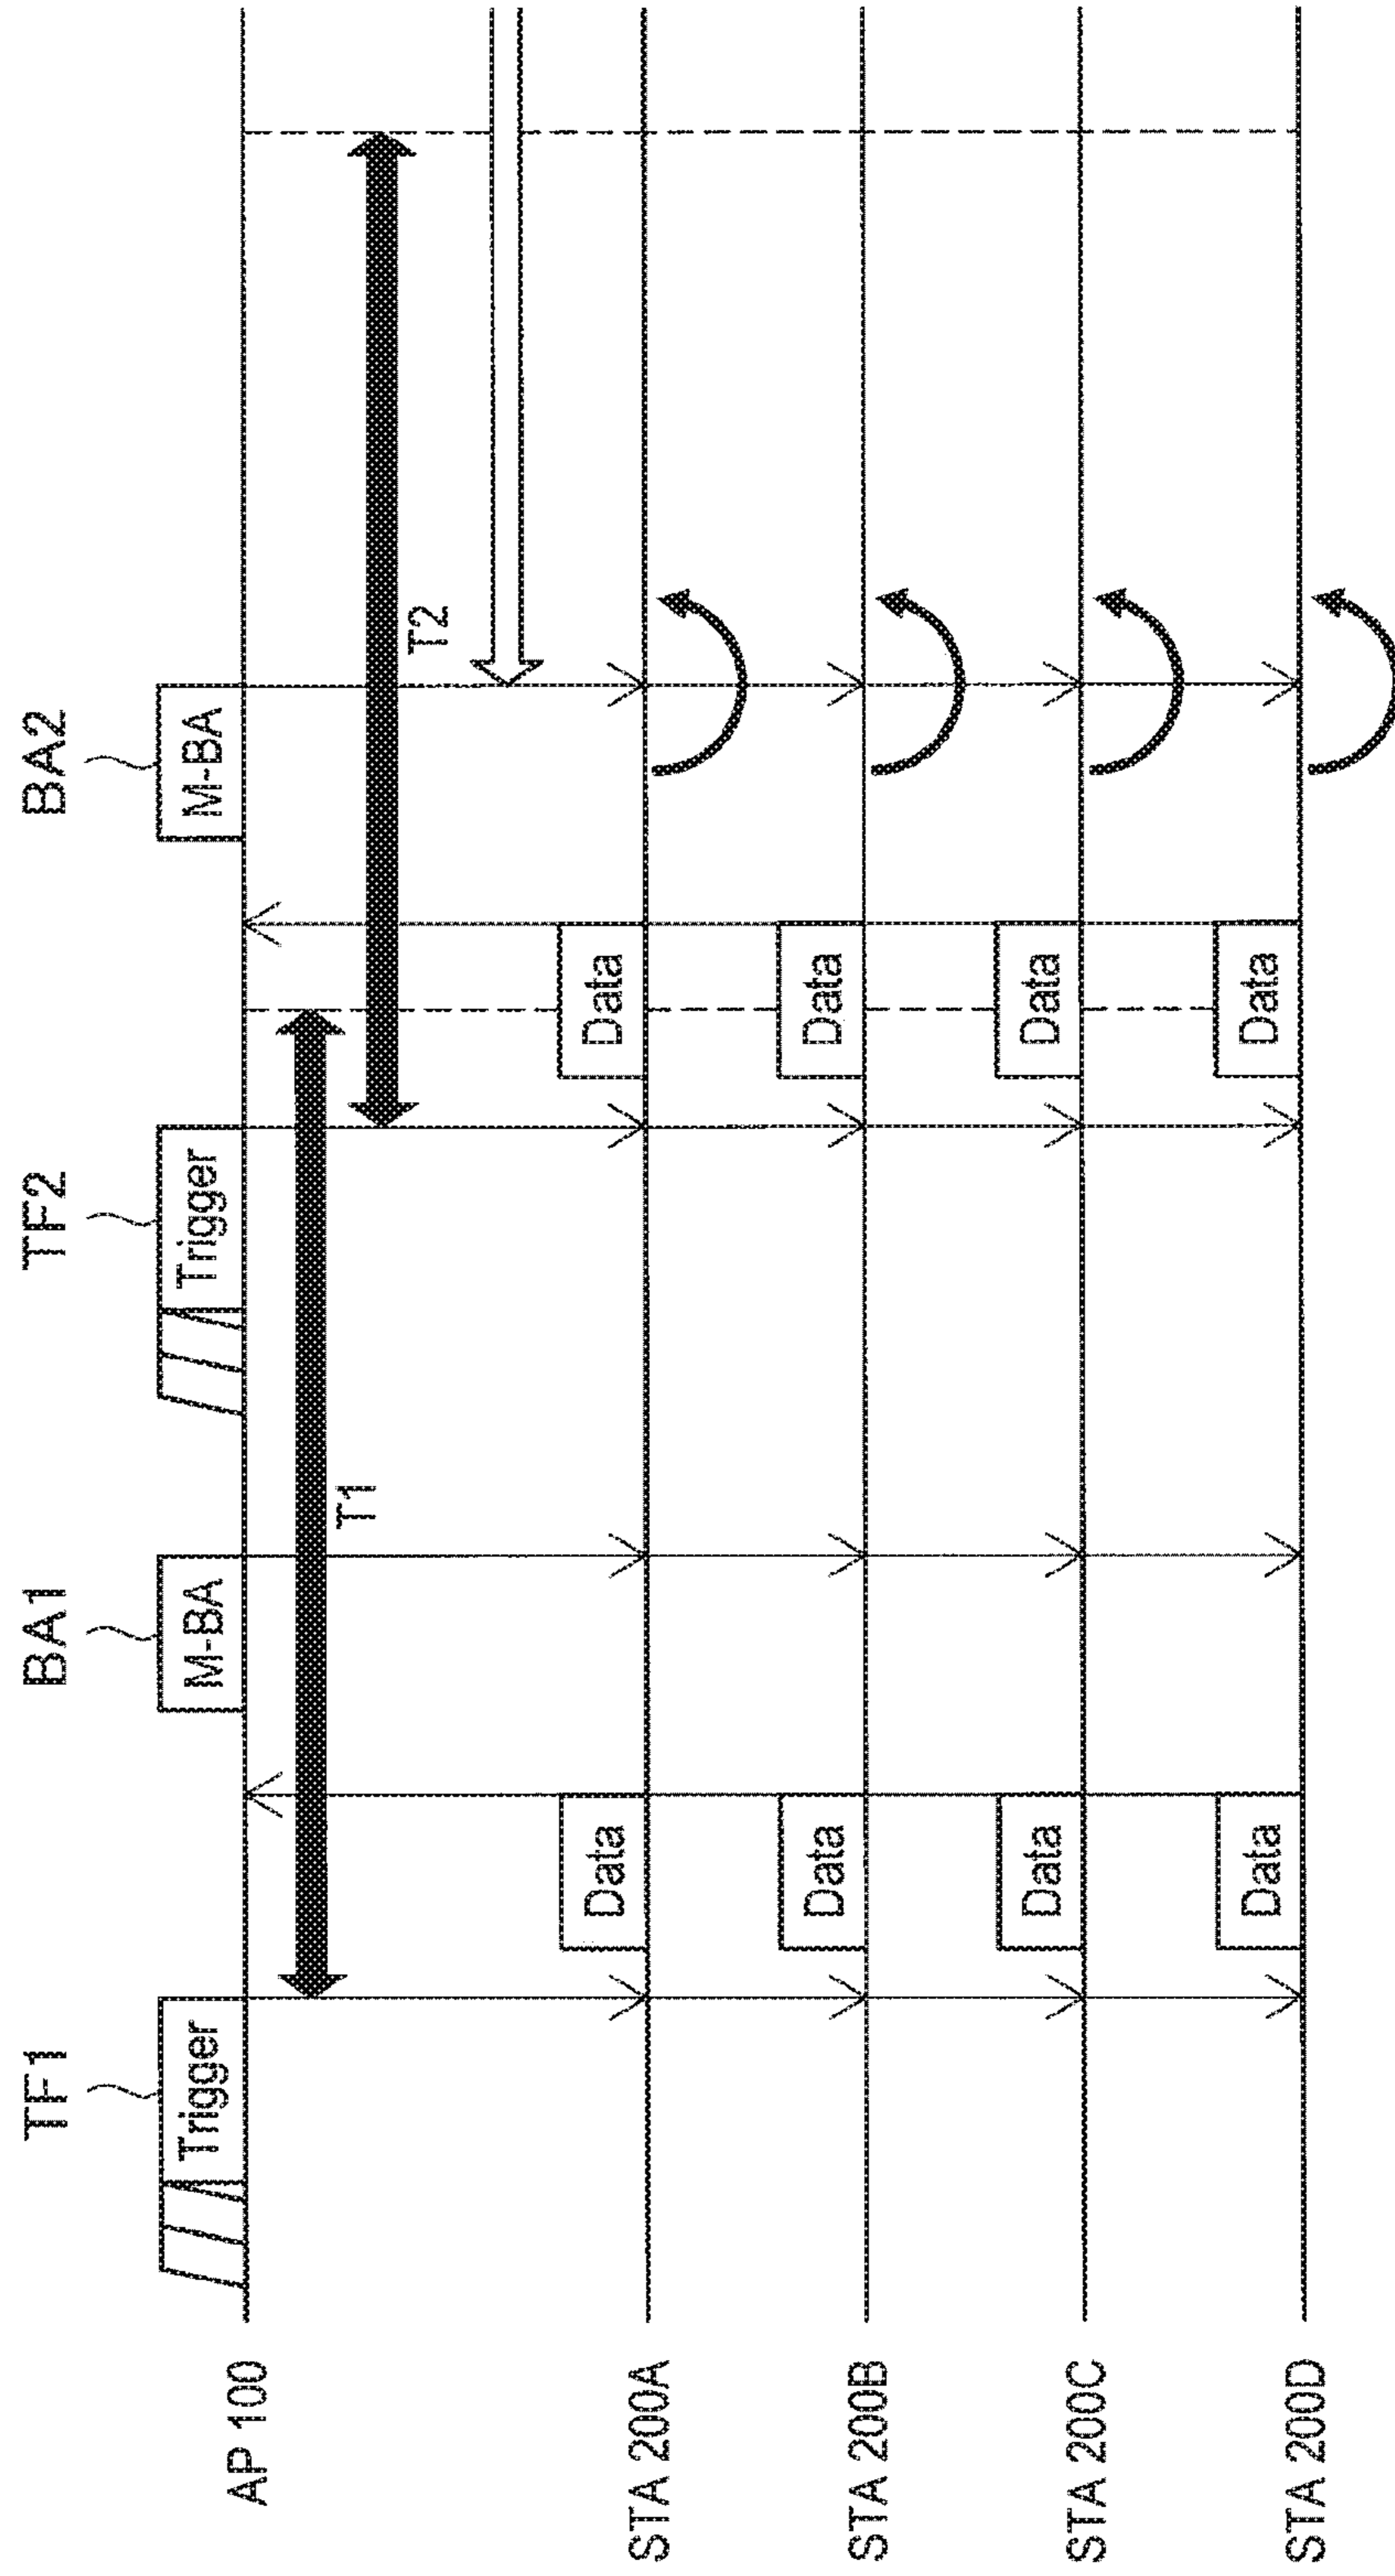 TF1
BA1
TF2
BA2
AP 100
Trigger
M-BA
Trigger
M-BA
T1
T2
STA 200A
Data
Data
STA 200B
Data
Data
STA 200C
Data
Data
STA 200D
Data
Data